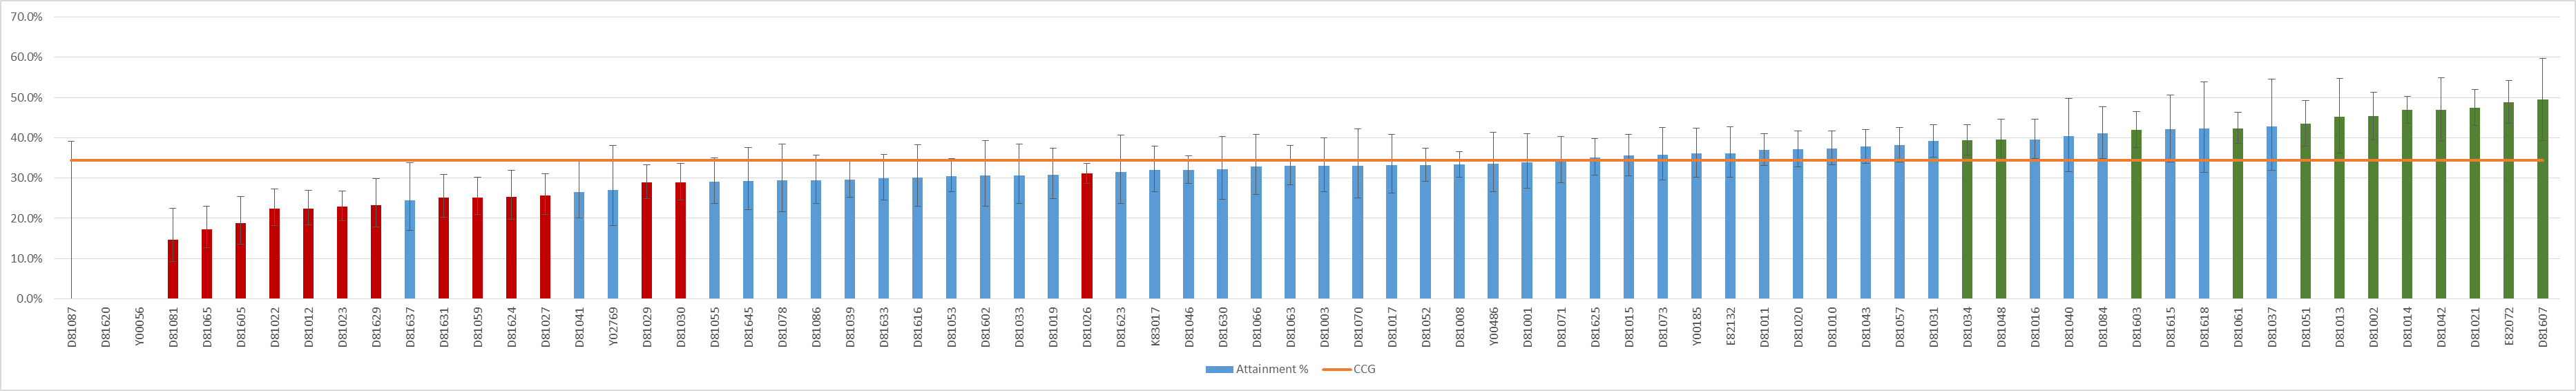 70.0%
60.0%
50.0%
40.0%
30.0%
20.0%
10.0%
0.0%
D81087
D81620
Y00056
D81081
D81065
D81605
D81022
D81012
D81023
D81629
D81637
D81631
D81059
D81624
D81027
D81041
Y02769
D81029
D81030
D81055
D81645
D81078
D81086
D81039
D81633
D81616
D81053
D81602
D81033
D81019
D81026
D81623
K83017
D81046
D81630
D81066
D81063
D81003
D81070
D81017
D81052
D81008
Y00486
D81001
D81071
D81625
D81015
D81073
Y00185
E82132
D81011
D81020
D81010
D81043
D81057
D81031
D81034
D81048
D81016
D81040
D81084
D81603
D81615
D81618
D81061
D81037
D81051
D81013
D81002
D81014
D81042
D81021
E82072
D81607
Attainment %
CCG